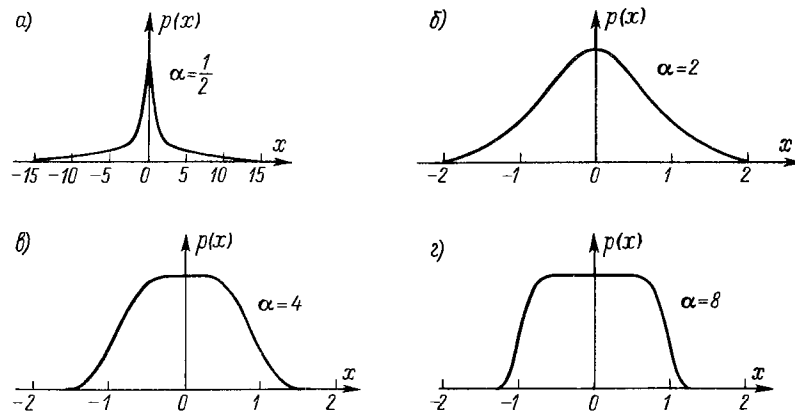 а) p(x)
α=1/2
x
-15 -10 -5 0 5 10 15
б) p(x)
α=2
x
-2 -1 0 1 2
в) p(x)
α=4
x
-2 -1 0 1 2
г) p(x)
α=8
x
-2 -1 0 1 2